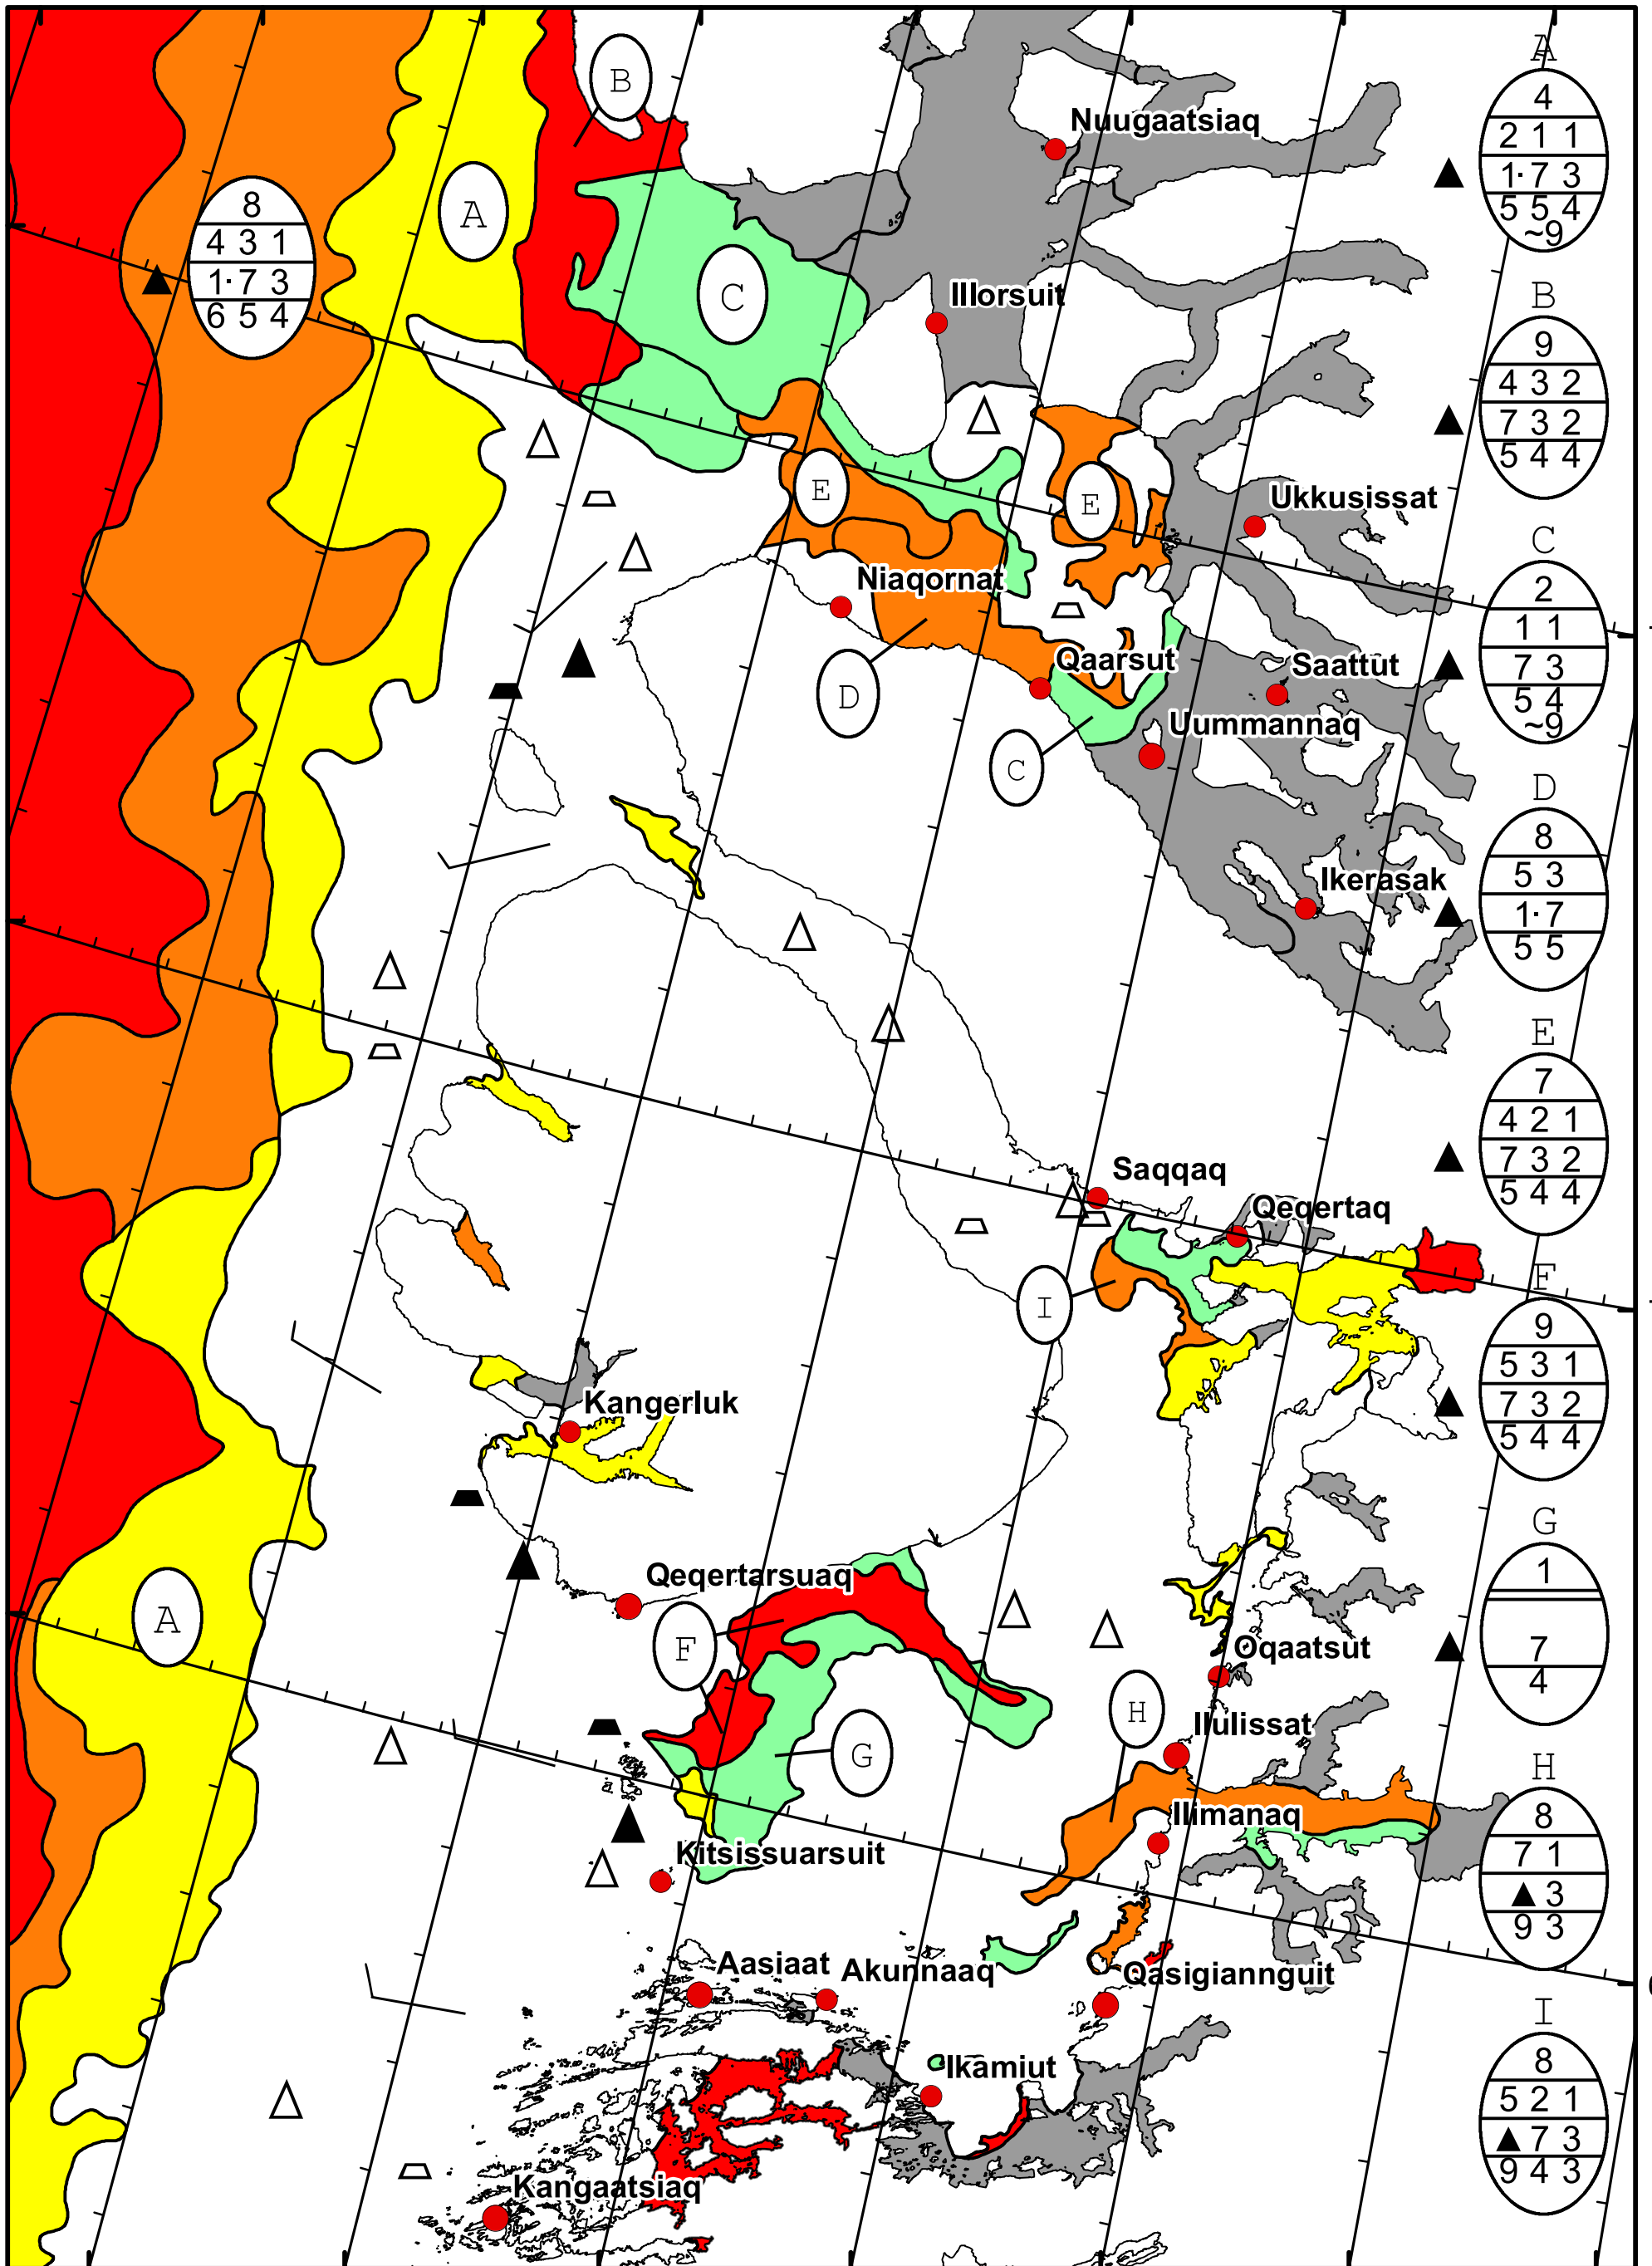 B
Nuugaatsiaq
A
8
4 3 1
1·7 3
6 5 4
C
Illorsuit
E
E
Ukkusissat
Niaqornat
Qaarsut
Saattut
D
Uummannaq
C
Ikerasak
Saqqaq
Qeqertaq
I
Kangerluk
Qeqertarsuaq
A
F
Oqaatsut
H
Ilulissat
G
Ilimanaq
Kitsissuarsuit
Aasiaat
Akunnaaq
Qasigiannguit
Ikamiut
Kangaatsiaq
A
4
2 1 1
1·7 3
5 5 4
~9
B
9
4 3 2
7 3 2
5 4 4
C
2
1 1
7 3
5 4
~9
D
8
5 3
1·7
5 5
E
7
4 2 1
7 3 2
5 4 4
F
9
5 3 1
7 3 2
5 4 4
G
1
7
4
H
8
7 1
▲ 3
9 3
I
8
5 2 1
▲ 7 3
9 4 3